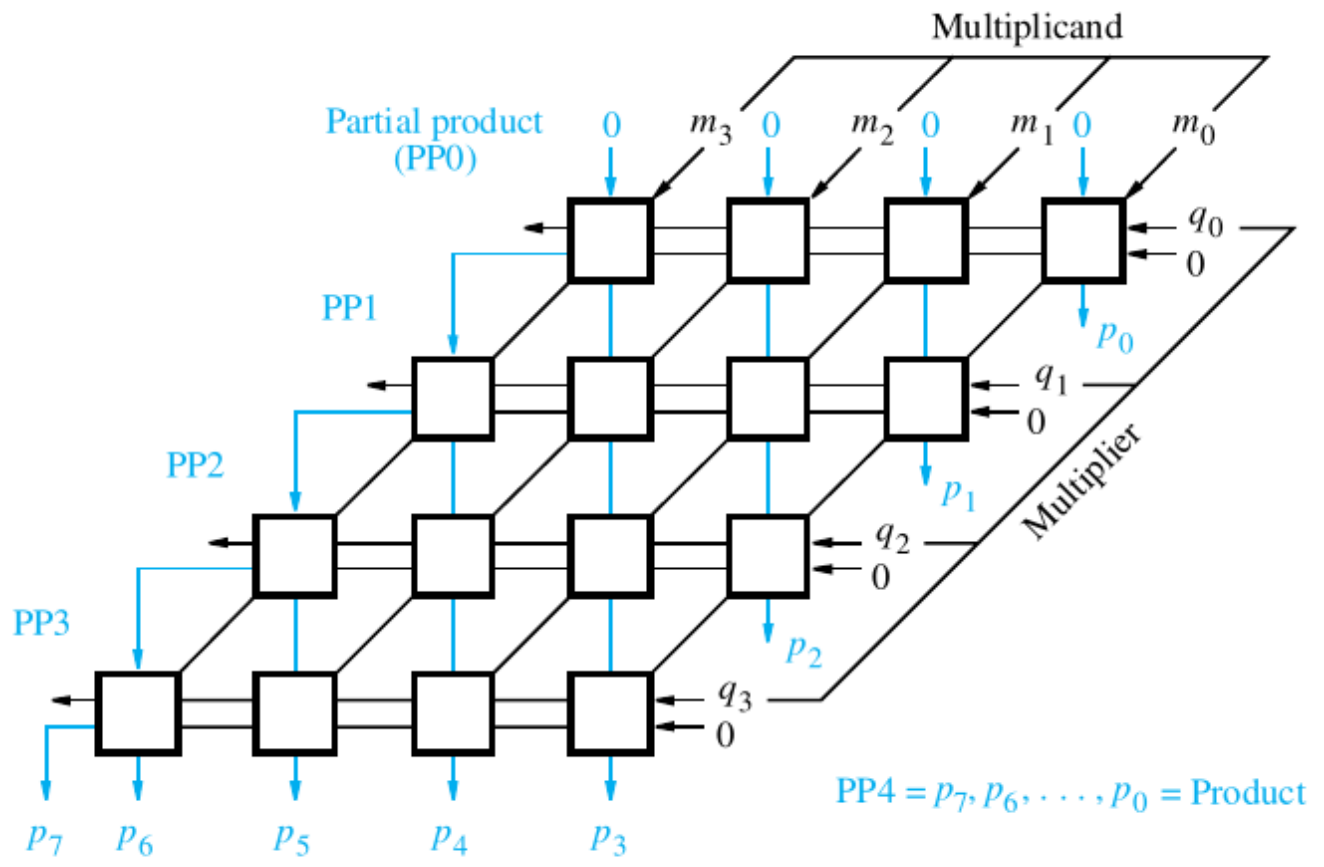 Multiplicand
Partial product 0 m₃ 0 m₂ 0 m₁ 0 m₀
(PP0)
q₀
0
PP1
p₀
q₁
0
Multiplier
PP2
p₁
q₂
0
PP3
p₂
q₃
0
PP4 = p₇, p₆, . . . , p₀ = Product
p₇ p₆ p₅ p₄ p₃